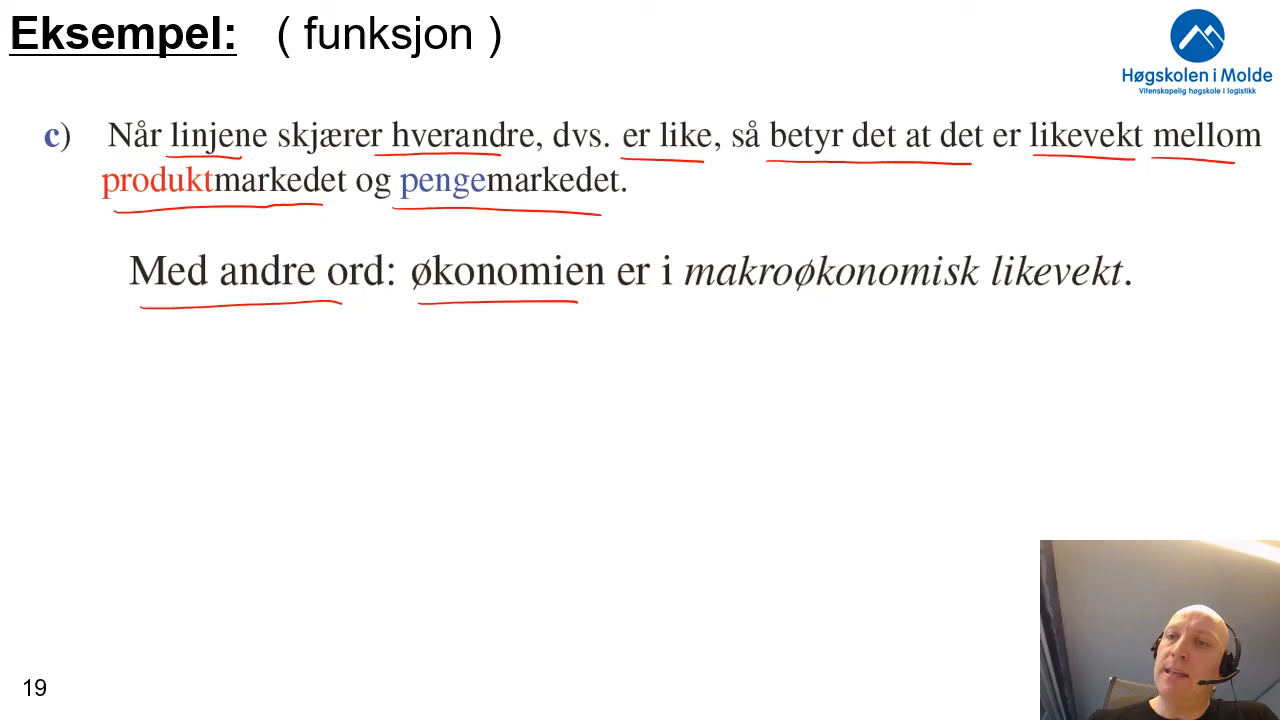 Eksempel: ( funksjon )
Høgskolen i Molde
Vitenskapelig høgskole i logistikk
c) Når linjene skjærer hverandre, dvs. er like, så betyr det at det er likevekt mellom
produktmarkedet og pengemarkedet.
Med andre ord: økonomien er i makroøkonomisk likevekt.
19